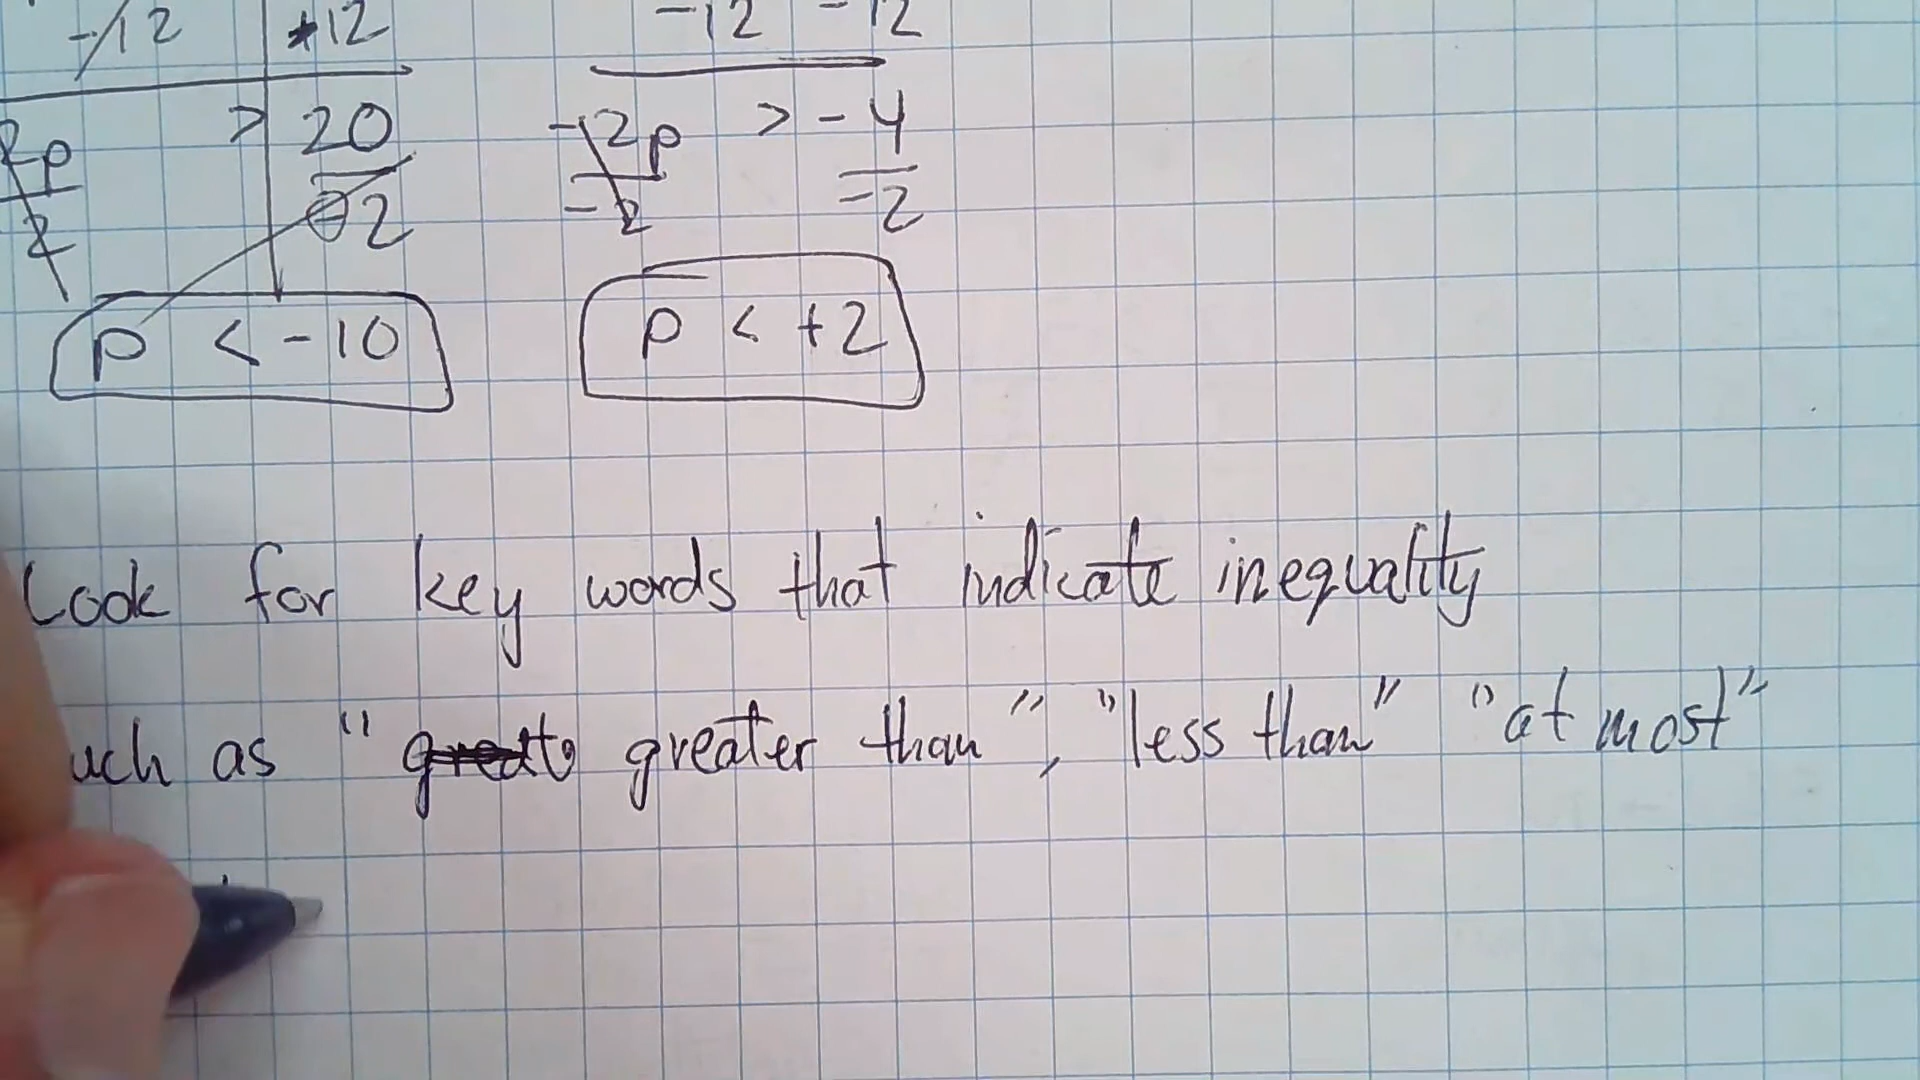 -12 +12 -12 -12
2p > 20 -2p > -4
2 -2 -2 -2
p < -10 p < +2
Look for key words that indicate inequality
uch as " greater than", "less than" "at most"